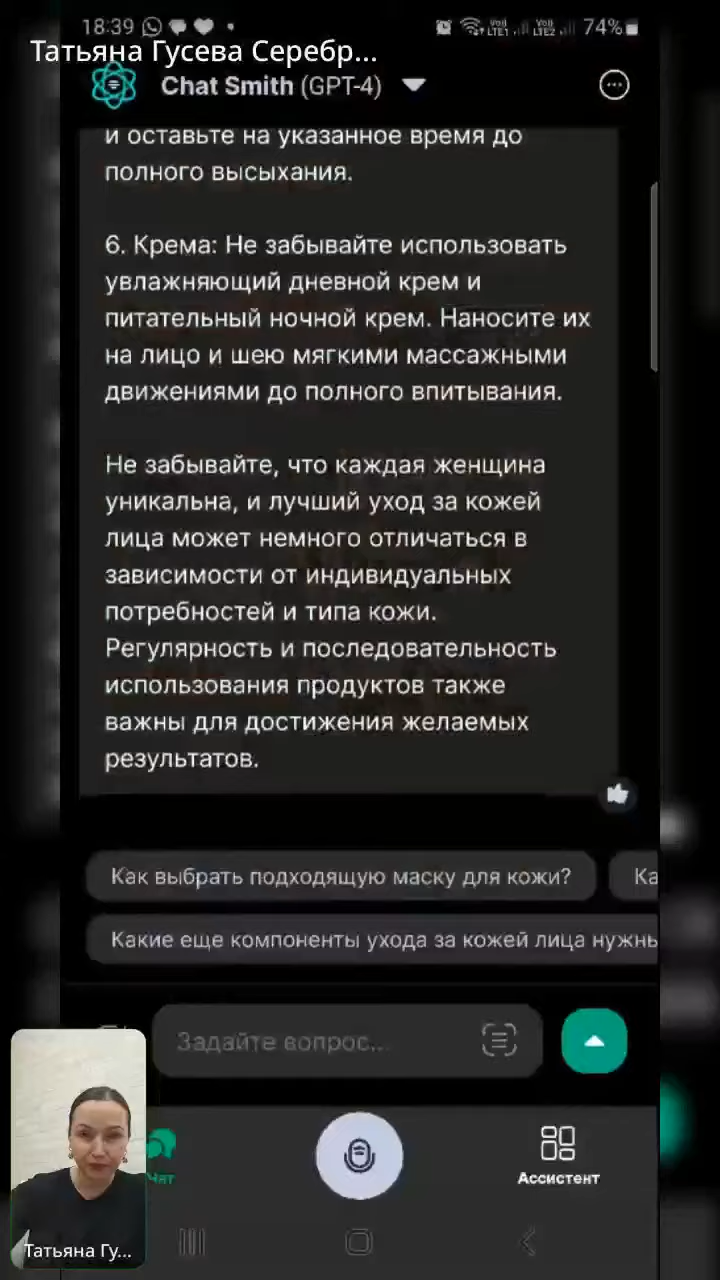 18:39
LTE1
LTE2
74%
Татьяна Гусева Серебр...
Chat Smith (GPT-4)
и оставьте на указанное время до
полного высыхания.
6. Крема: Не забывайте использовать
увлажняющий дневной крем и
питательный ночной крем. Наносите их
на лицо и шею мягкими массажными
движениями до полного впитывания.
Не забывайте, что каждая женщина
уникальна, и лучший уход за кожей
лица может немного отличаться в
зависимости от индивидуальных
потребностей и типа кожи.
Регулярность и последовательность
использования продуктов также
важны для достижения желаемых
результатов.
Как выбрать подходящую маску для кожи?
Ка
Какие еще компоненты ухода за кожей лица нужны
Задайте вопрос...
Чат
Ассистент
Татьяна Гу...